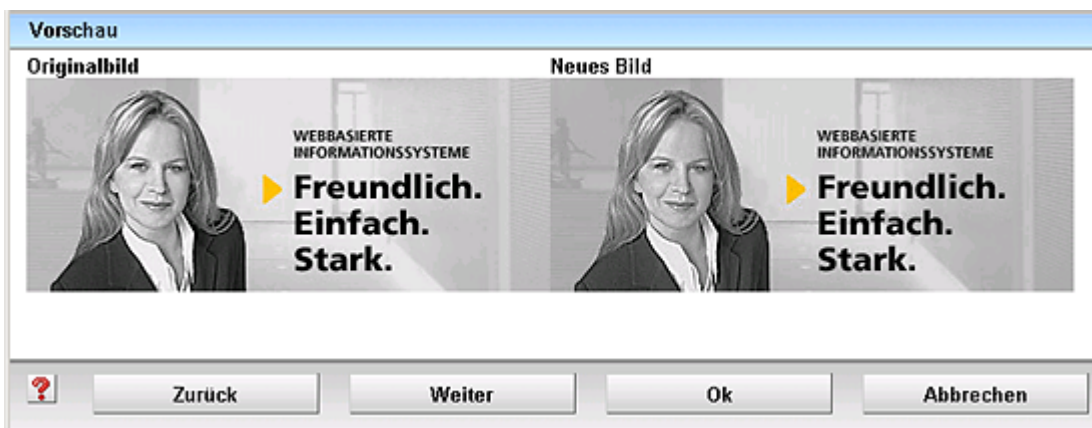 Vorschau
Originalbild
Neues Bild
WEBBASIERTE
INFORMATIONSSYSTEME
Freundlich.
Einfach.
Stark.
WEBBASIERTE
INFORMATIONSSYSTEME
Freundlich.
Einfach.
Stark.
?
Zurück
Weiter
Ok
Abbrechen